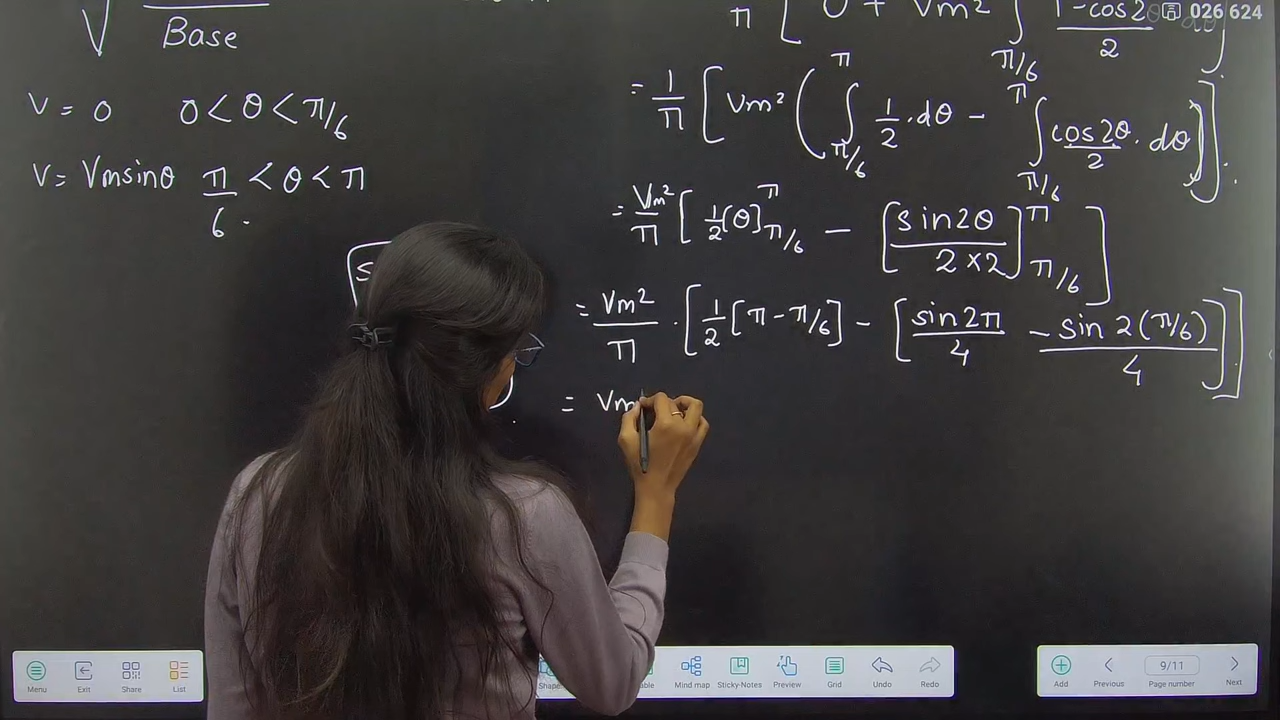 026 624
√ Base
π [ 0 + Vm² ∫ π/6 1-cos2θ/2 dθ ]
V = 0 0 < θ < π/6
V = Vmsinθ π/6 < θ < π
= 1/π [ Vm² ( ∫ π/6 π 1/2 . dθ - ∫ π/6 π cos2θ/2 . dθ ) ] .
= Vm²/π [ 1/2 [θ] π/6 π - [ sin2θ / 2×2 ] π/6 π ]
= Vm²/π . [ 1/2 [ π - π/6 ] - [ sin2π/4 - sin 2(π/6)/4 ] ]
= Vm
Menu Exit Share List Mind map Sticky-Notes Preview Grid Undo Redo Add Previous 9/11 Page number Next